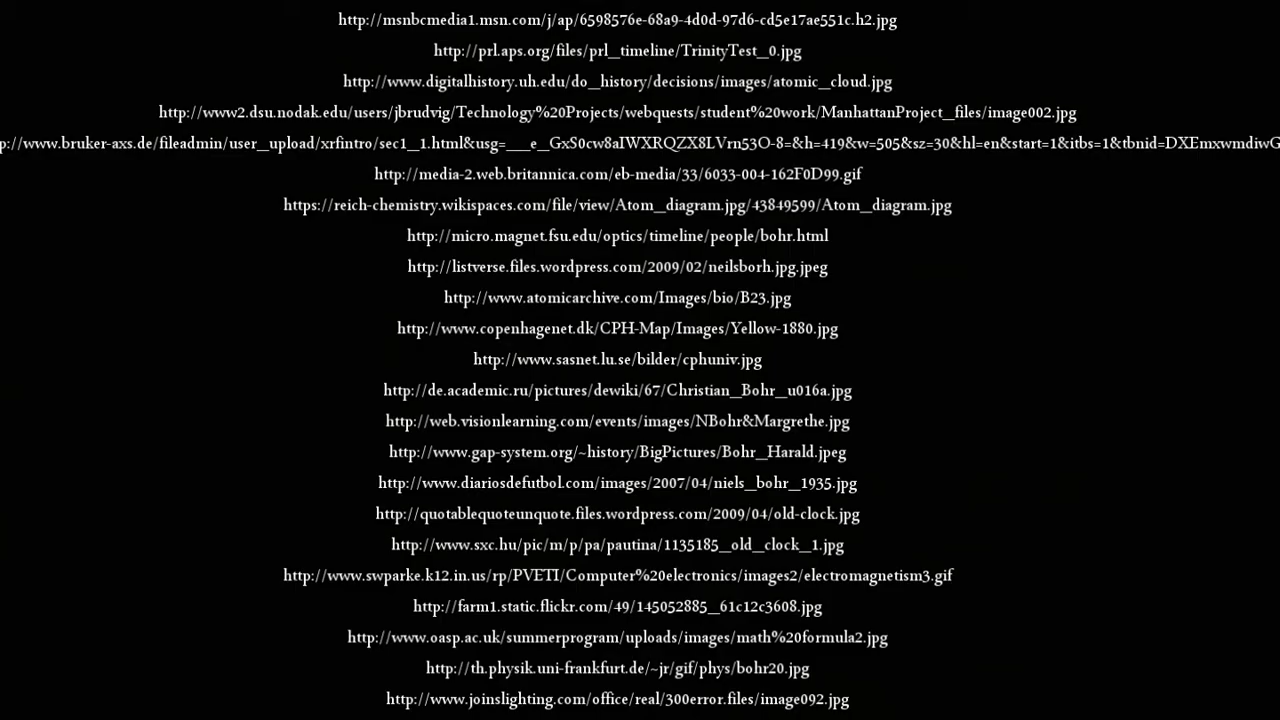 http://msnbcmedia1.msn.com/j/ap/6598576e-68a9-4d0d-97d6-cd5e17ae551c.h2.jpg
http://prl.aps.org/files/prl_timeline/TrinityTest_0.jpg
http://www.digitalhistory.uh.edu/do_history/decisions/images/atomic_cloud.jpg
http://www2.dsu.nodak.edu/users/jbrudvig/Technology%20Projects/webquests/student%20work/ManhattanProject_files/image002.jpg
p://www.bruker-axs.de/fileadmin/user_upload/xrfintro/sec1_1.html&usg=__e_GxS0cw8aIWXRQZX8LVrn53O-8=&h=419&w=505&sz=30&hl=en&start=1&itbs=1&tbnid=DXEmxwmdiwG
http://media-2.web.britannica.com/eb-media/33/6033-004-162F0D99.gif
https://reich-chemistry.wikispaces.com/file/view/Atom_diagram.jpg/43849599/Atom_diagram.jpg
http://micro.magnet.fsu.edu/optics/timeline/people/bohr.html
http://listverse.files.wordpress.com/2009/02/neilsborh.jpg.jpeg
http://www.atomicarchive.com/Images/bio/B23.jpg
http://www.copenhagenet.dk/CPH-Map/Images/Yellow-1880.jpg
http://www.sasnet.lu.se/bilder/cphuniv.jpg
http://de.academic.ru/pictures/dewiki/67/Christian_Bohr_u016a.jpg
http://web.visionlearning.com/events/images/NBohr&Margrethe.jpg
http://www.gap-system.org/~history/BigPictures/Bohr_Harald.jpeg
http://www.diariosdefutbol.com/images/2007/04/niels_bohr_1935.jpg
http://quotablequoteunquote.files.wordpress.com/2009/04/old-clock.jpg
http://www.sxc.hu/pic/m/p/pa/pautina/1135185_old_clock_1.jpg
http://www.swparke.k12.in.us/rp/PVETI/Computer%20electronics/images2/electromagnetism3.gif
http://farm1.static.flickr.com/49/145052885_61c12c3608.jpg
http://www.oasp.ac.uk/summerprogram/uploads/images/math%20formula2.jpg
http://th.physik.uni-frankfurt.de/~jr/gif/phys/bohr20.jpg
http://www.joinslighting.com/office/real/300error.files/image092.jpg